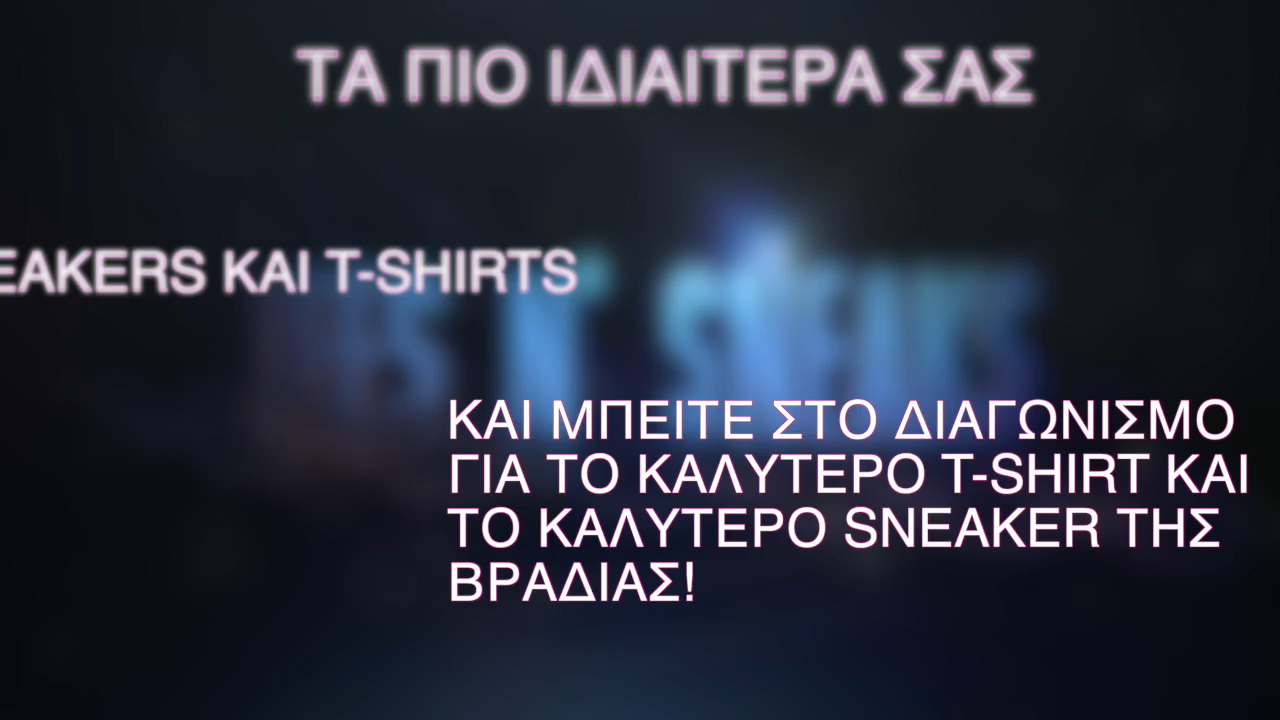 ΤΑ ΠΙΟ ΙΔΙΑΙΤΕΡΑ ΣΑΣ
EAKERS ΚΑΙ T-SHIRTS
ΚΑΙ ΜΠΕΙΤΕ ΣΤΟ ΔΙΑΓΩΝΙΣΜΟ
ΓΙΑ ΤΟ ΚΑΛΥΤΕΡΟ T-SHIRT ΚΑΙ
ΤΟ ΚΑΛΥΤΕΡΟ SNEAKER ΤΗΣ
ΒΡΑΔΙΑΣ!